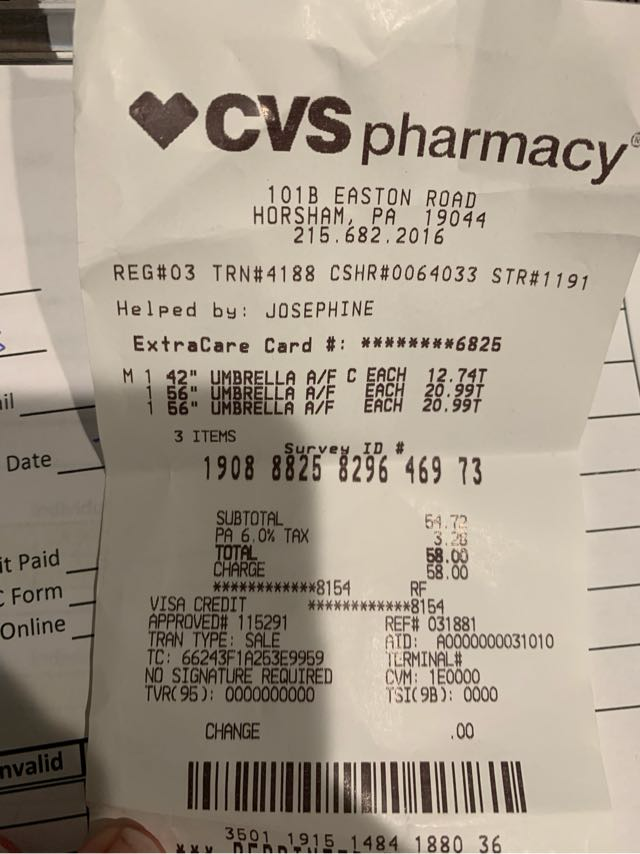 CVS pharmacy
101B EASTON ROAD
HORSHAM, PA 19044
215.682.2016
REG#03 TRN#4188 CSHR#0064033 STR#1191
Helped by: JOSEPHINE
ExtraCare Card #: ********6825
M 1 42" UMBRELLA A/F C EACH 12.74T
1 56" UMBRELLA A/F EACH 20.99T
1 56" UMBRELLA A/F EACH 20.99T
3 ITEMS
Survey ID #
1908 8825 8296 469 73
SUBTOTAL 54.72
PA 6.0% TAX 3.28
TOTAL 58.00
CHARGE 58.00
************8154 RF
VISA CREDIT ************8154
APPROVED# 115291 REF# 031881
TRAN TYPE: SALE AID: A0000000031010
TC: 66243F1A253E9959 TERMINAL#
NO SIGNATURE REQUIRED CVM: 1E0000
TVR(95): 0000000000 TSI(9B): 0000
CHANGE .00
3501 1915 1484 1880 36
Date
it Paid
Form
Online
nvalid